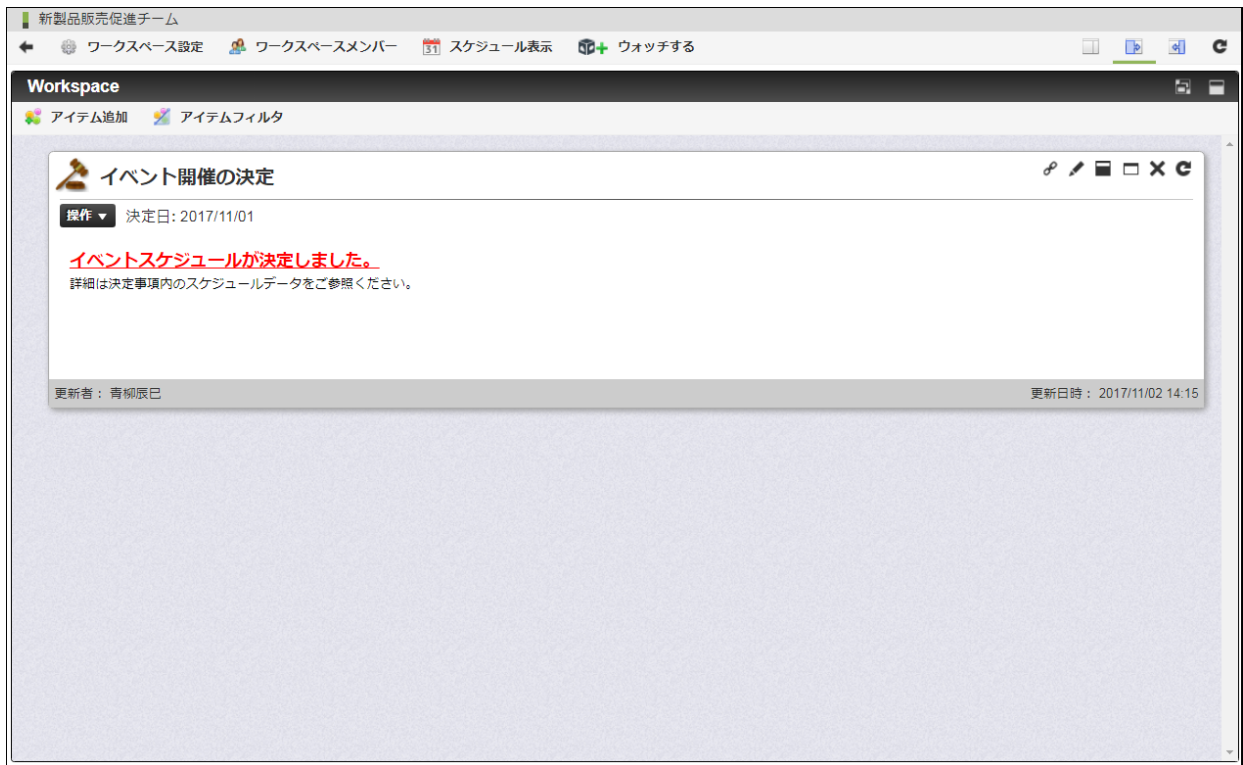 新製品販売促進チーム
ワークスペース設定 ワークスペースメンバー 31 スケジュール表示 ウォッチする
Workspace
アイテム追加 アイテムフィルタ
イベント開催の決定
操作 ▼ 決定日: 2017/11/01
イベントスケジュールが決定しました。
詳細は決定事項内のスケジュールデータをご参照ください。
更新者： 青柳辰巳 更新日時： 2017/11/02 14:15